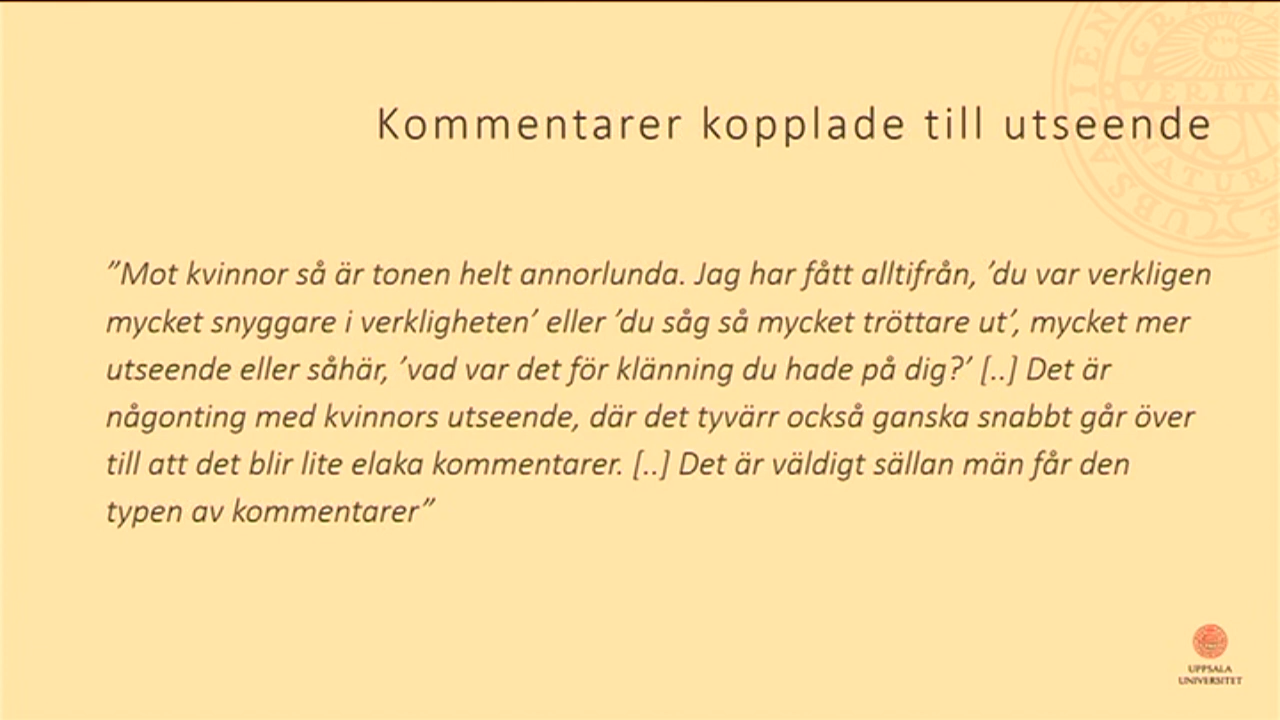 Kommentarer kopplade till utseende
”Mot kvinnor så är tonen helt annorlunda. Jag har fått alltifrån, ’du var verkligen
mycket snyggare i verkligheten’ eller ’du såg så mycket tröttare ut’, mycket mer
utseende eller såhär, ’vad var det för klänning du hade på dig?’ [..] Det är
någonting med kvinnors utseende, där det tyvärr också ganska snabbt går över
till att det blir lite elaka kommentarer. [..] Det är väldigt sällan män får den
typen av kommentarer”
UPPSALA
UNIVERSITET